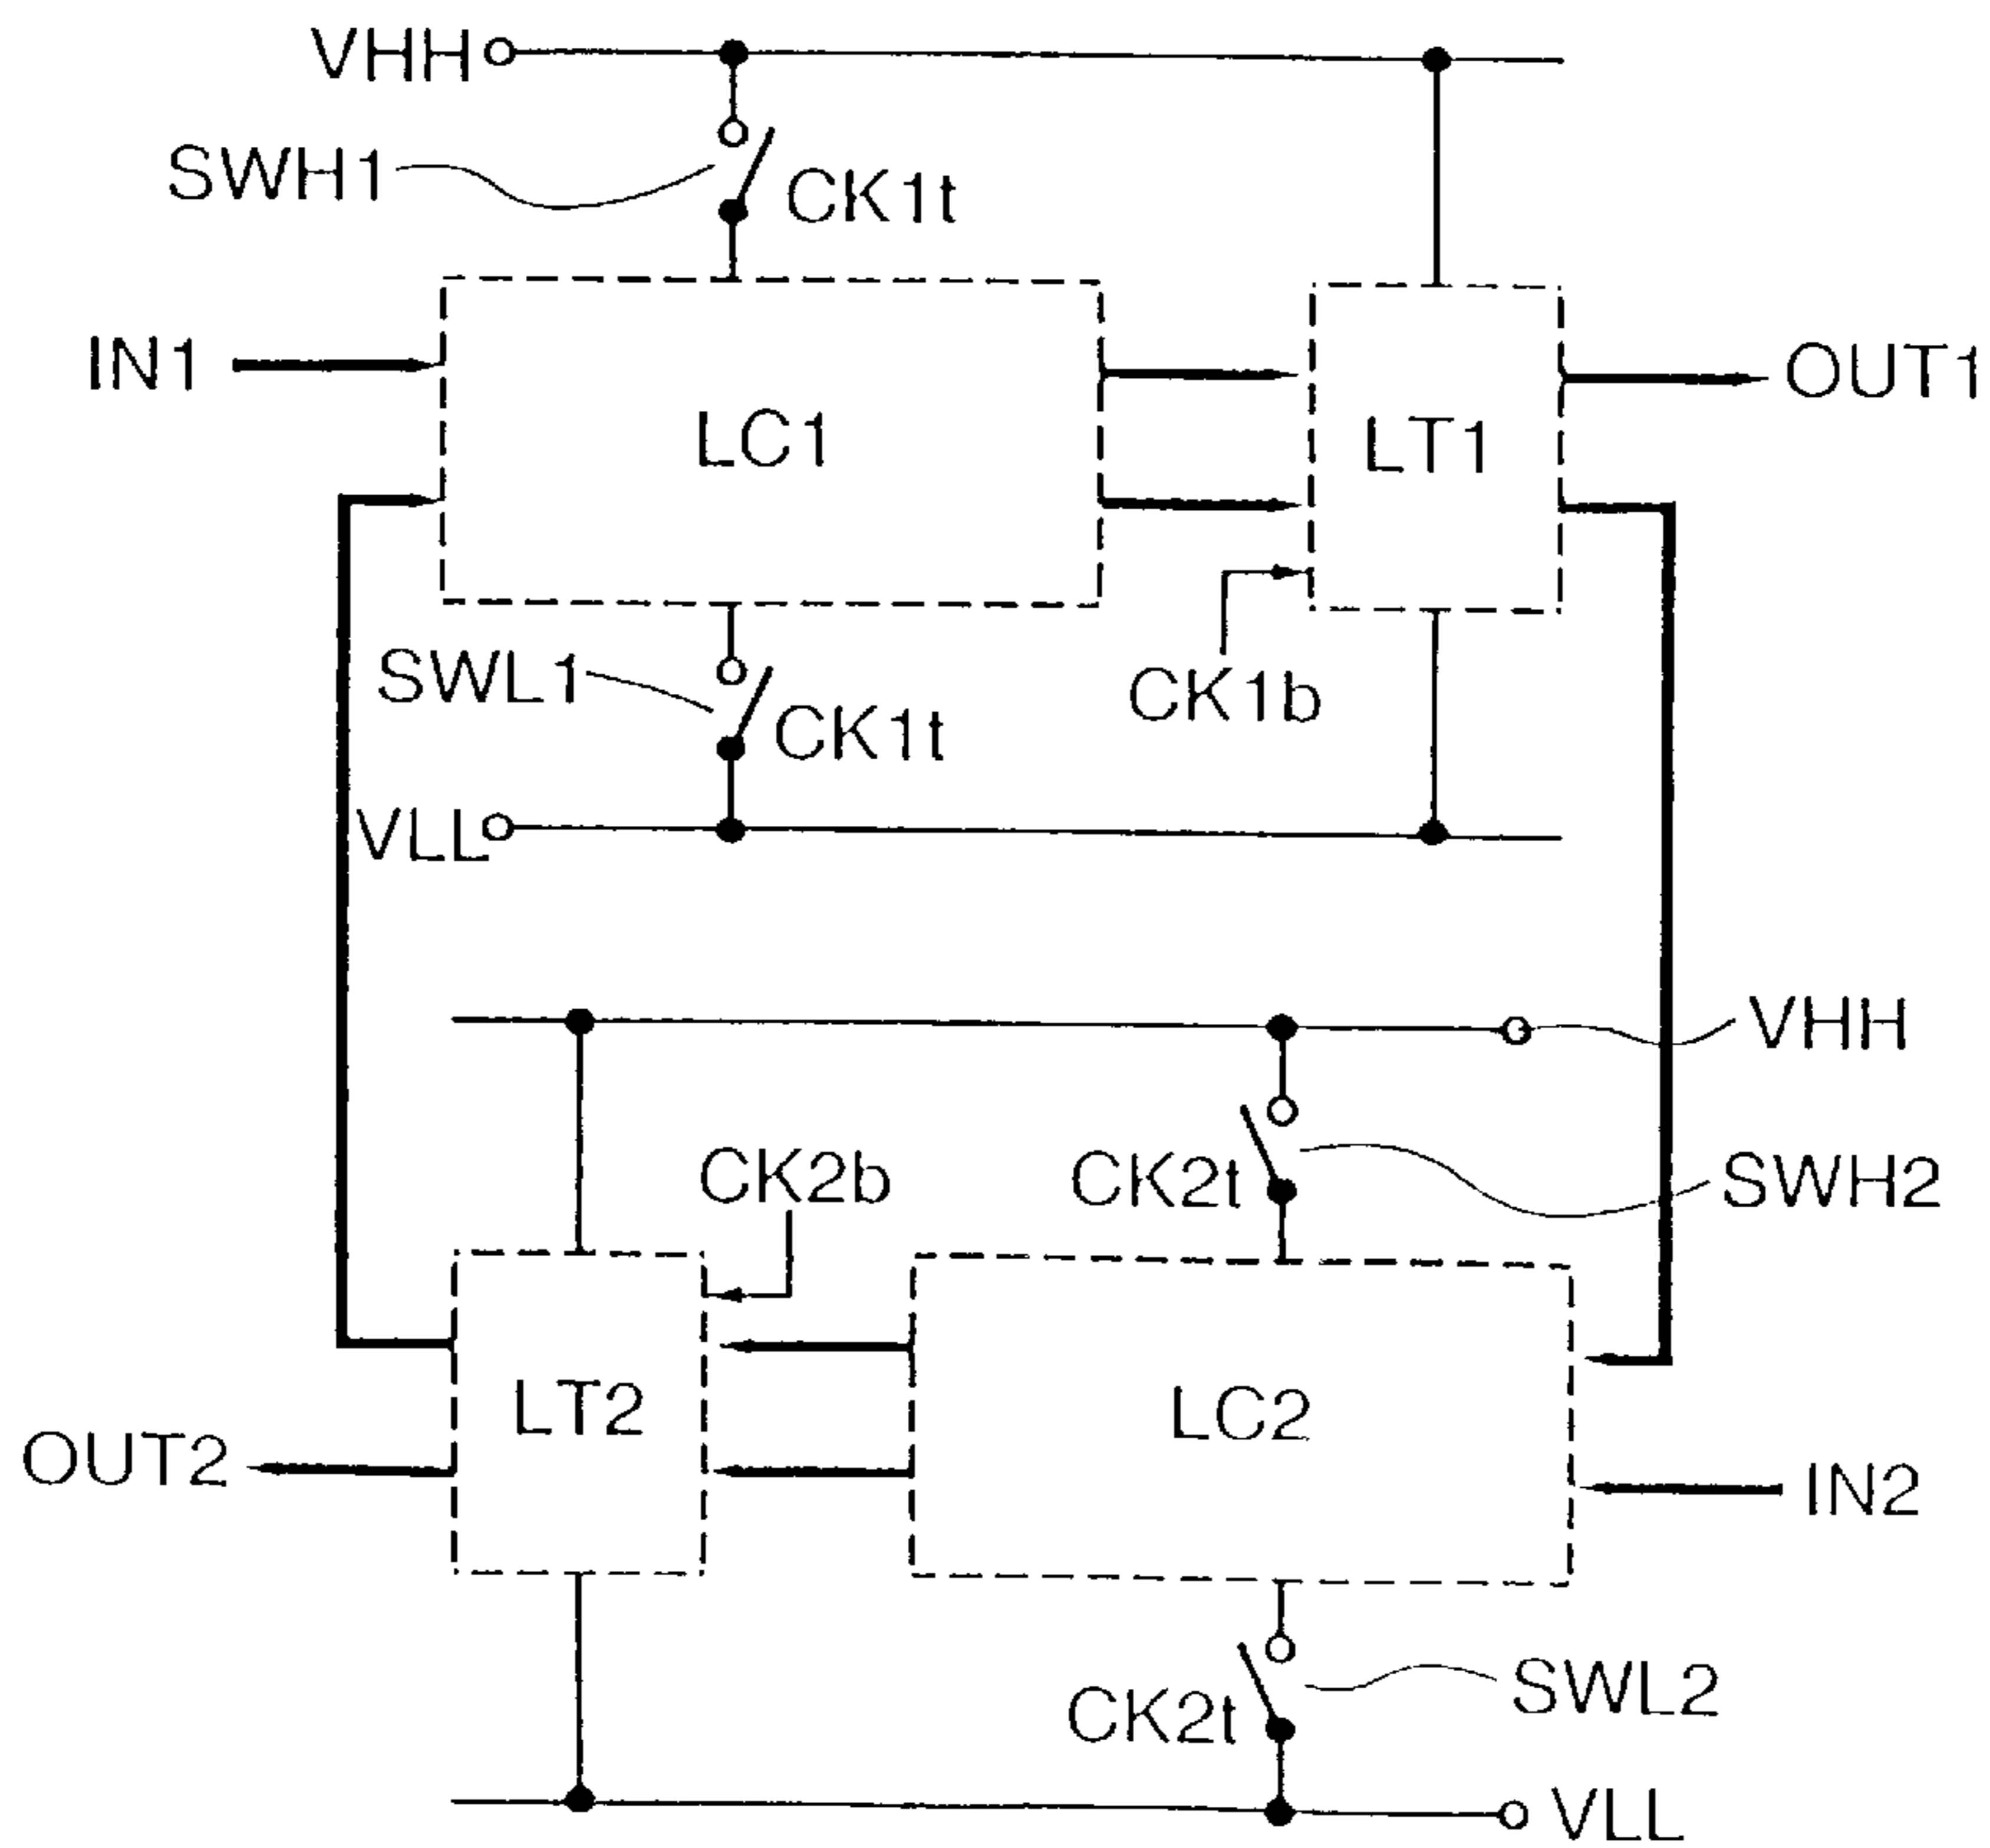 VHH
SWH1
CK1t
IN1
LC1
LT1
OUT1
SWL1
CK1t
CK1b
VLL
VHH
CK2b
CK2t
SWH2
LT2
LC2
OUT2
IN2
CK2t
SWL2
VLL